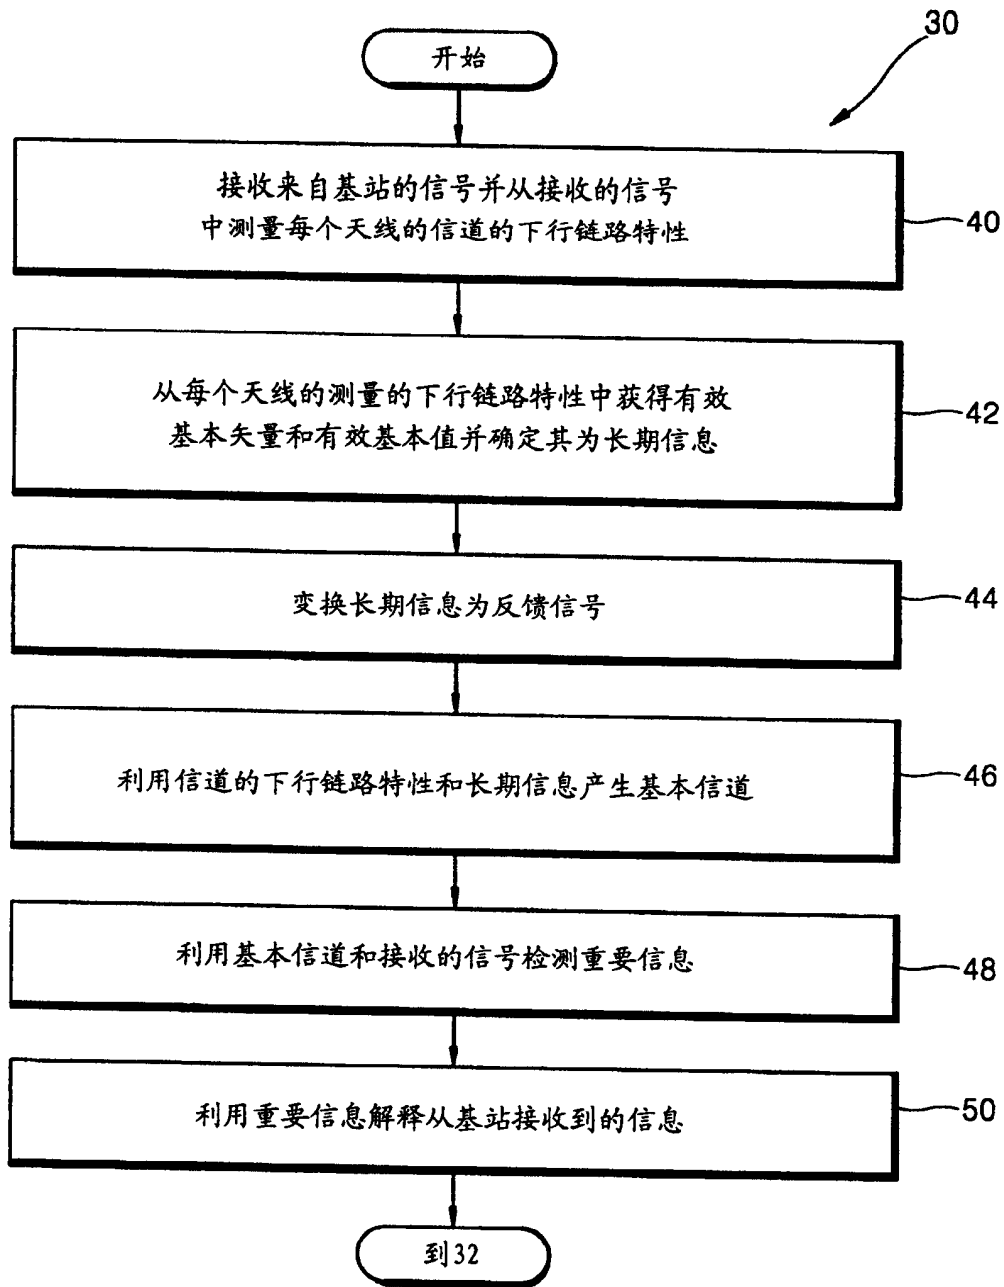 30
开始
接收来自基站的信号并从接收的信号
中测量每个天线的信道的下行链路特性
40
从每个天线的测量的下行链路特性中获得有效
基本矢量和有效基本值并确定其为长期信息
42
变换长期信息为反馈信号
44
利用信道的下行链路特性和长期信息产生基本信道
46
利用基本信道和接收的信号检测重要信息
48
利用重要信息解释从基站接收到的信息
50
到32